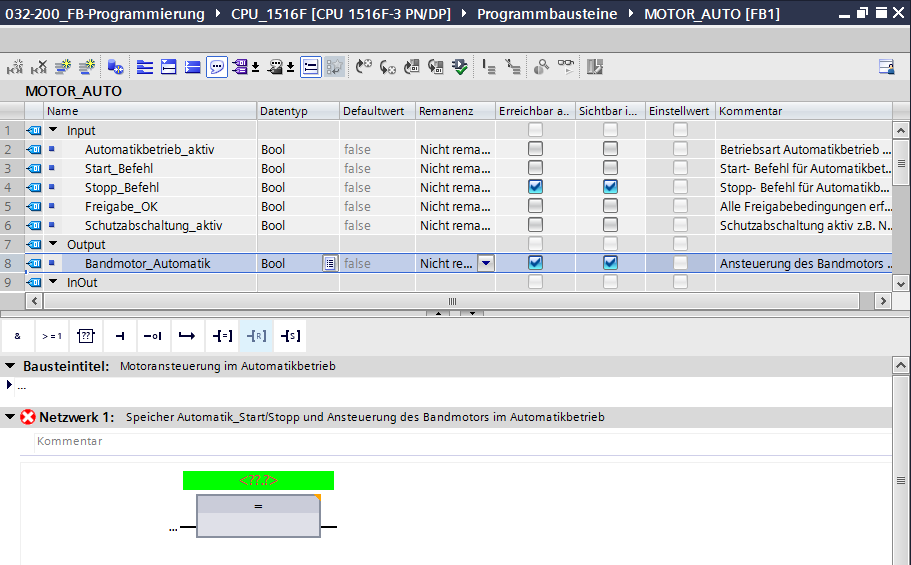 032-200_FB-Programmierung CPU_1516F [CPU 1516F-3 PN/DP] Programmbausteine MOTOR_AUTO [FB1]
MOTOR_AUTO
Name Datentyp Defaultwert Remanenz Erreichbar a... Sichtbar i... Einstellwert Kommentar
1 Input
2 Automatikbetrieb_aktiv Bool false Nicht rema... Betriebsart Automatikbetrieb ...
3 Start_Befehl Bool false Nicht rema... Start- Befehl für Automatikbet...
4 Stopp_Befehl Bool false Nicht rema... Stopp- Befehl für Automatikb...
5 Freigabe_OK Bool false Nicht rema... Alle Freigabebedingungen erf...
6 Schutzabschaltung_aktiv Bool false Nicht rema... Schutzabschaltung aktiv z.B. N...
7 Output
8 Bandmotor_Automatik Bool false Nicht re... Ansteuerung des Bandmotors ...
9 InOut
& >=1 ?? -| -o| -[=] -[R] -[S]
Bausteintitel: Motoransteuerung im Automatikbetrieb
...
Netzwerk 1: Speicher Automatik_Start/Stopp und Ansteuerung des Bandmotors im Automatikbetrieb
Kommentar
<??.?>
=
...